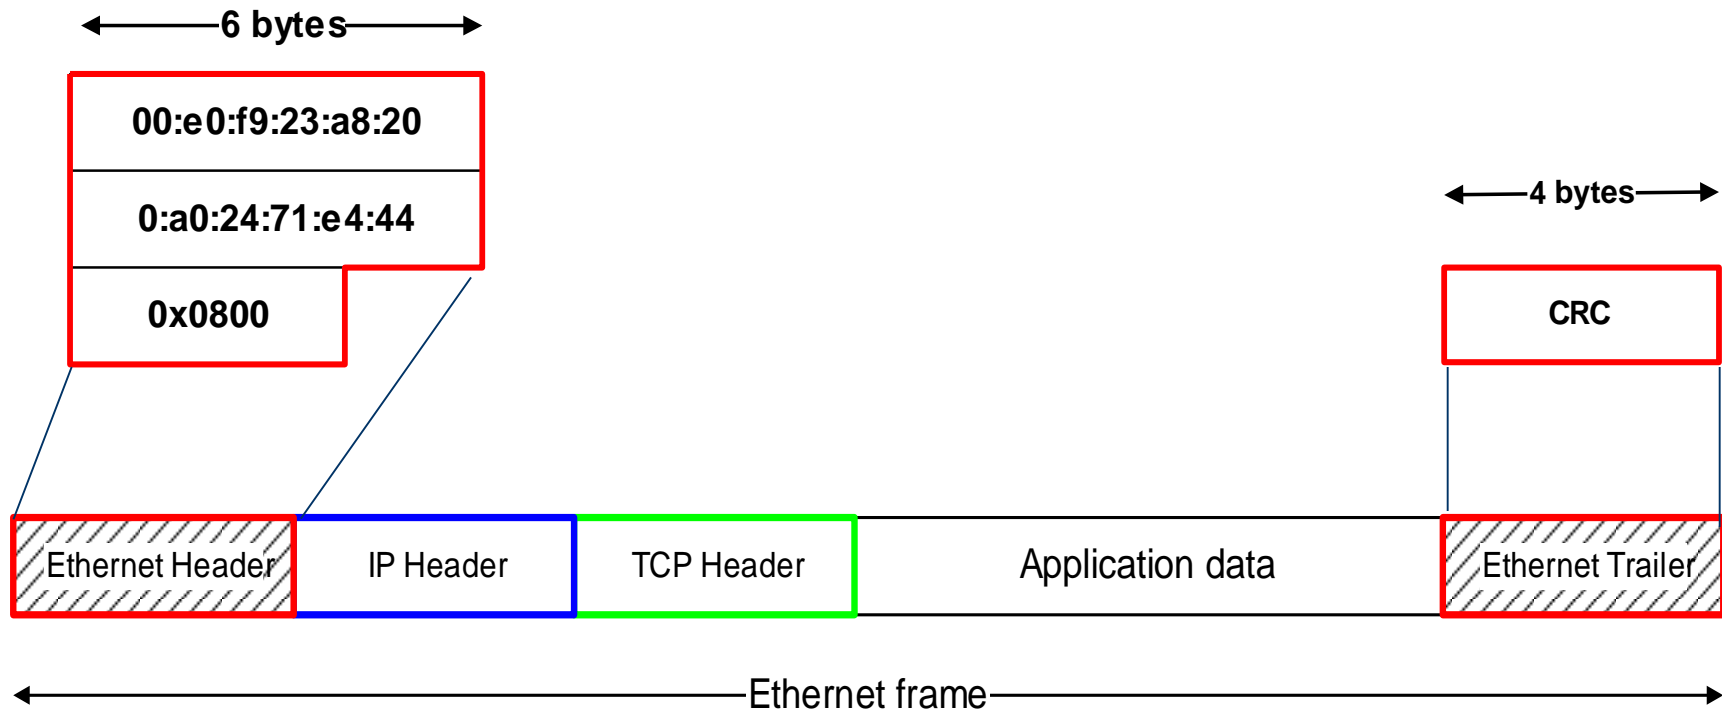 6 bytes
00:e0:f9:23:a8:20
0:a0:24:71:e4:44
4 bytes
0x0800
CRC
Ethernet Header
IP Header
TCP Header
Application data
Ethernet Trailer
Ethernet frame